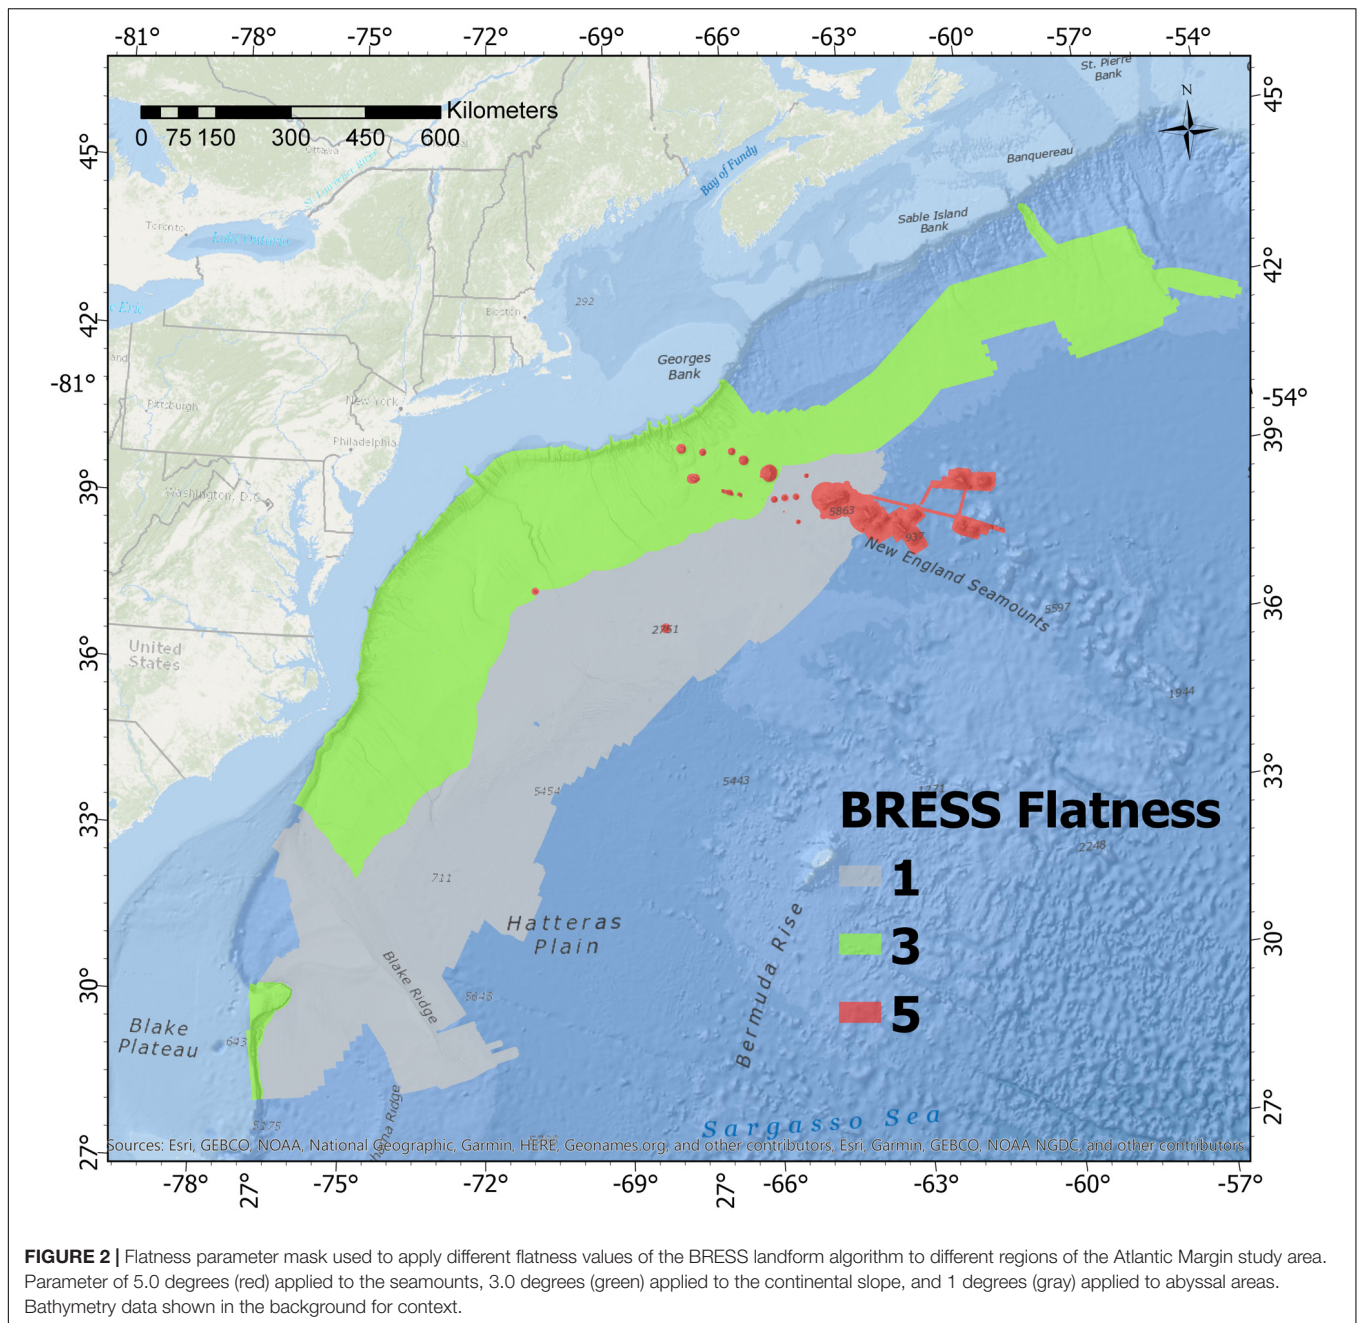 -81° -78° -75° -72° -69° -66° -63° -60° -57° -54°
St. Pierre
Bank
45°
N
Kilometers
0 75 150 300 450 600
Ottawa
45°
Bay of Fundy
Banquereau
Sable Island
Bank
Toronto
Lake Ontario
42°
292
Boston
42°
Georges
Bank
-81°
-54°
New York
Pittsburgh
39°
Philadelphia
39°
Washington, D.C.
5863
937
New England Seamounts
36°
5597
2751
36°
United
States
1944
33°
5443
5454
BRESS Flatness
33°
2248
1
711
Hatteras
Plain
3
30°
Blake Ridge
Bermuda Rise
30°
5645
5
Blake
Plateau
643
27°
5175
Sargasso Sea
27°
Sources: Esri, GEBCO, NOAA, National Geographic, Garmin, HERE, Geonames.org, and other contributors, Esri, Garmin, GEBCO, NOAA NGDC, and other contributors
-78° 27° -75° -72° -69° 27° -66° -63° -60° -57°
FIGURE 2 | Flatness parameter mask used to apply different flatness values of the BRESS landform algorithm to different regions of the Atlantic Margin study area.
Parameter of 5.0 degrees (red) applied to the seamounts, 3.0 degrees (green) applied to the continental slope, and 1 degrees (gray) applied to abyssal areas.
Bathymetry data shown in the background for context.